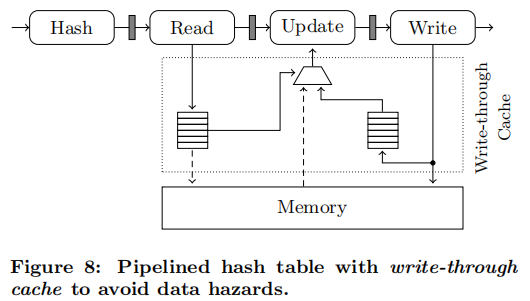 Hash
Read
Update
Write
Write-through
Cache
Memory
Figure 8: Pipelined hash table with write-through
cache to avoid data hazards.